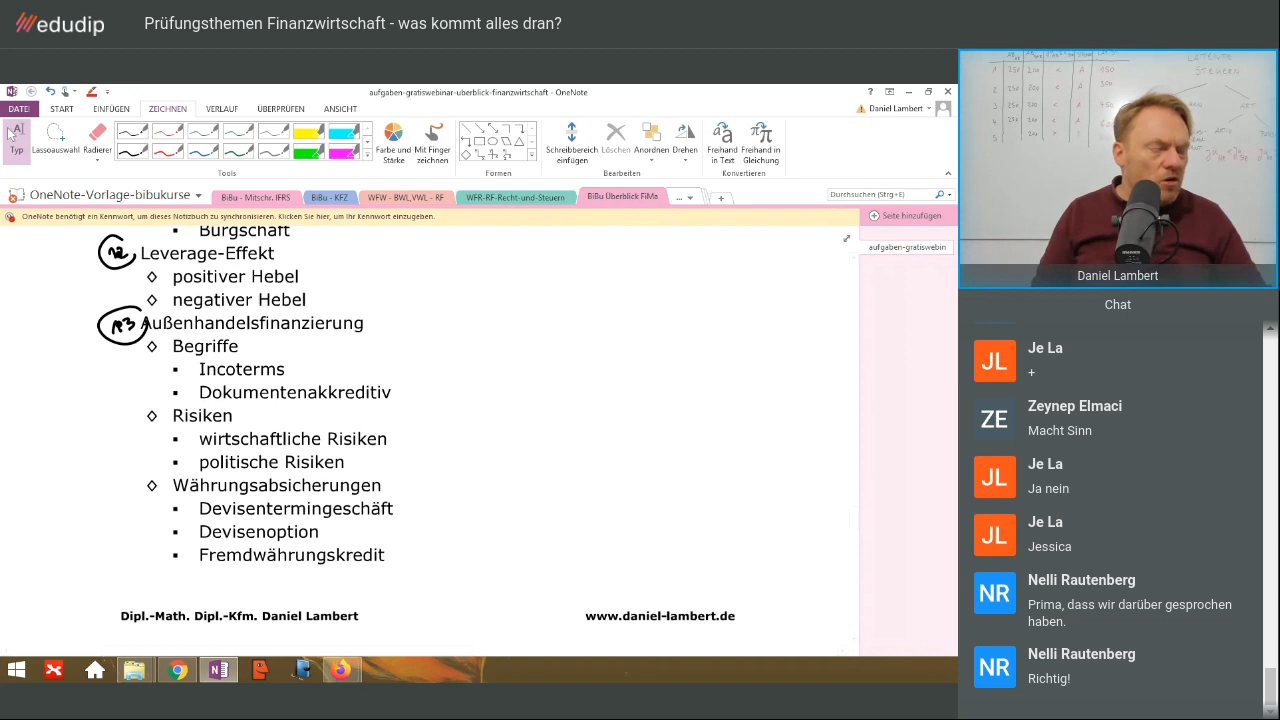 edudip
Prüfungsthemen Finanzwirtschaft - was kommt alles dran?
aufgaben-gratiswebinar-uberblick-finanzwirtschaft - OneNote
DATEI START EINFÜGEN ZEICHNEN VERLAUF ÜBERPRÜFEN ANSICHT
Daniel Lambert
Typ
Lassoauswahl
Radierer
Farbe und Stärke
Mit Finger zeichnen
Schreibbereich einfügen
Löschen
Anordnen
Drehen
Freihand in Text
Freihand in Gleichung
Tools
Formen
Bearbeiten
Konvertieren
OneNote-Vorlage-bibukurse
BiBu - Mitschr. IFRS
BiBu - KFZ
WFW - BWL,VWL - RF
WFR-RF-Recht-und-Steuern
BiBu Überblick FiMa
...
Durchsuchen (Strg+E)
OneNote benötigt ein Kennwort, um dieses Notizbuch zu synchronisieren. Klicken Sie hier, um Ihr Kennwort einzugeben.
Seite hinzufügen
aufgaben-gratiswebin
Bürgschaft
12 Leverage-Effekt
positiver Hebel
negativer Hebel
13 Außenhandelsfinanzierung
Begriffe
Incoterms
Dokumentenakkreditiv
Risiken
wirtschaftliche Risiken
politische Risiken
Währungsabsicherungen
Devisentermingeschäft
Devisenoption
Fremdwährungskredit
Dipl.-Math. Dipl.-Kfm. Daniel Lambert
www.daniel-lambert.de
LATENTE
STEUERN
Daniel Lambert
Chat
JL
Je La
+
ZE
Zeynep Elmaci
Macht Sinn
JL
Je La
Ja nein
JL
Je La
Jessica
NR
Nelli Rautenberg
Prima, dass wir darüber gesprochen
haben.
NR
Nelli Rautenberg
Richtig!